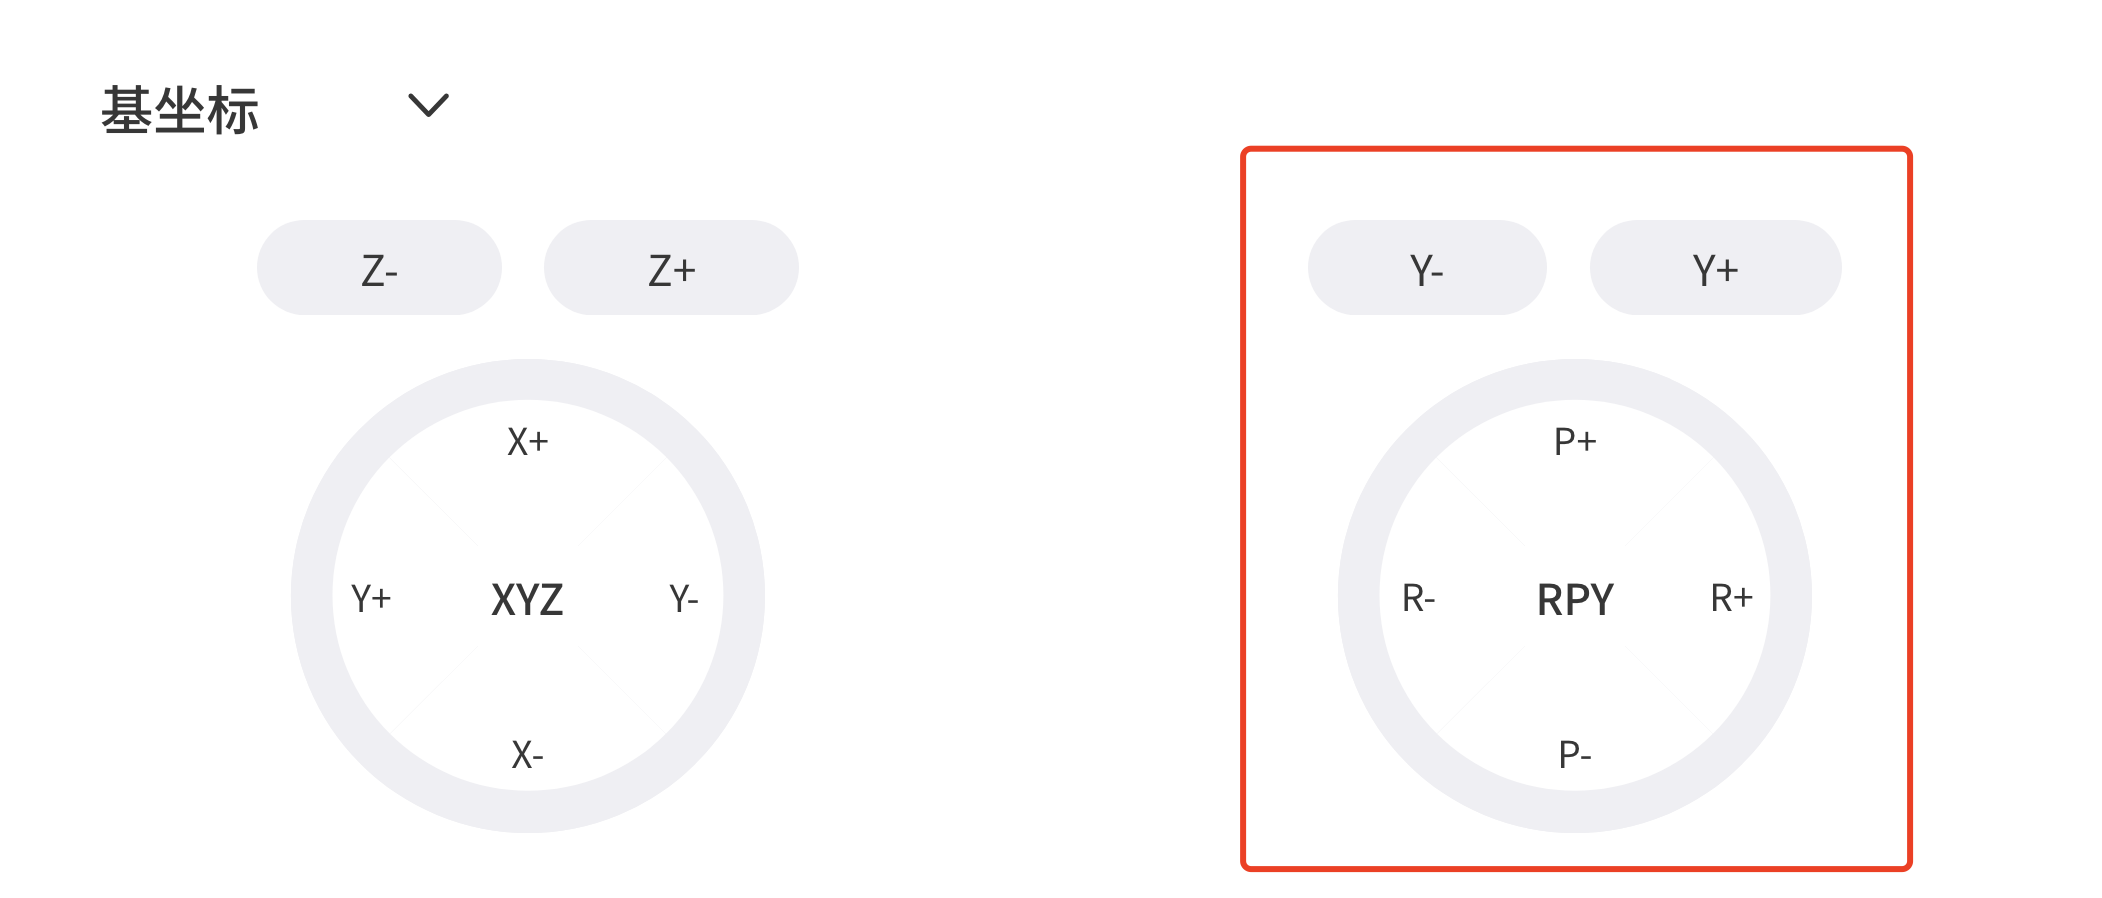 基坐标
Z-
Z+
X+
Y+
XYZ
Y-
X-
Y-
Y+
P+
R-
RPY
R+
P-